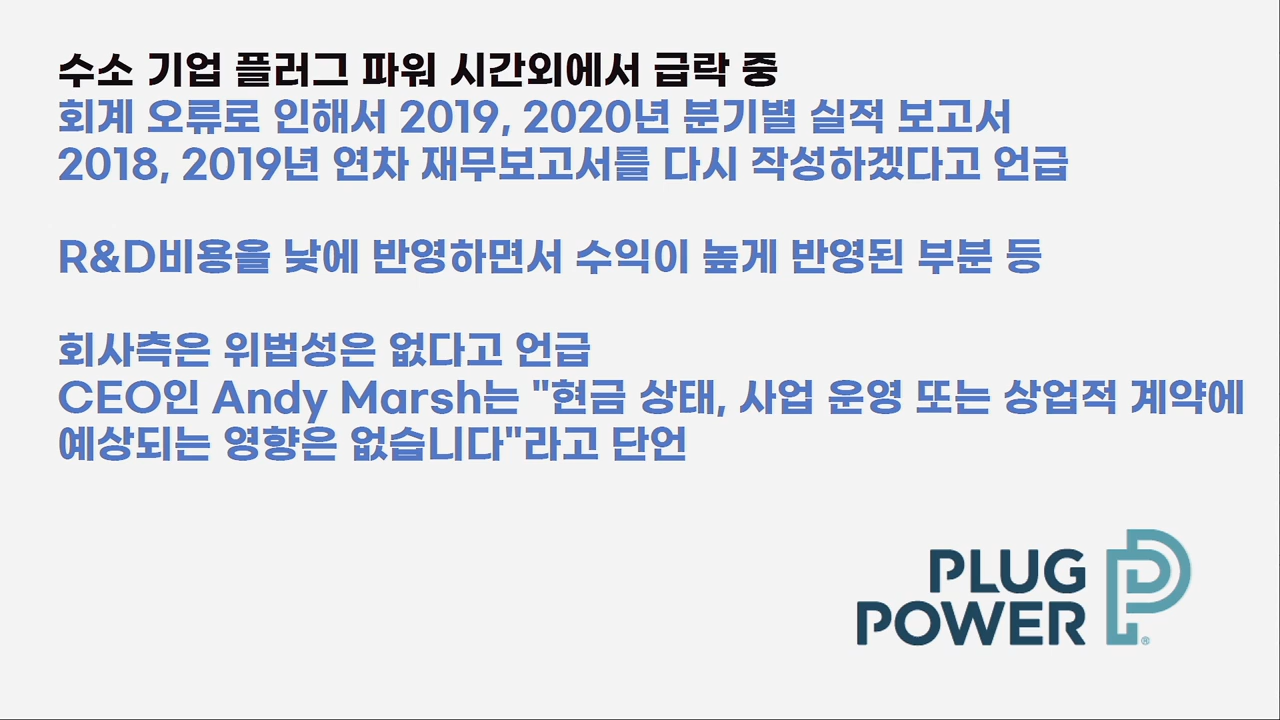 수소 기업 플러그 파워 시간외에서 급락 중
회계 오류로 인해서 2019, 2020년 분기별 실적 보고서
2018, 2019년 연차 재무보고서를 다시 작성하겠다고 언급
R&D비용을 낮에 반영하면서 수익이 높게 반영된 부분 등
회사측은 위법성은 없다고 언급
CEO인 Andy Marsh는 "현금 상태, 사업 운영 또는 상업적 계약에
예상되는 영향은 없습니다"라고 단언
PLUG
POWER
®